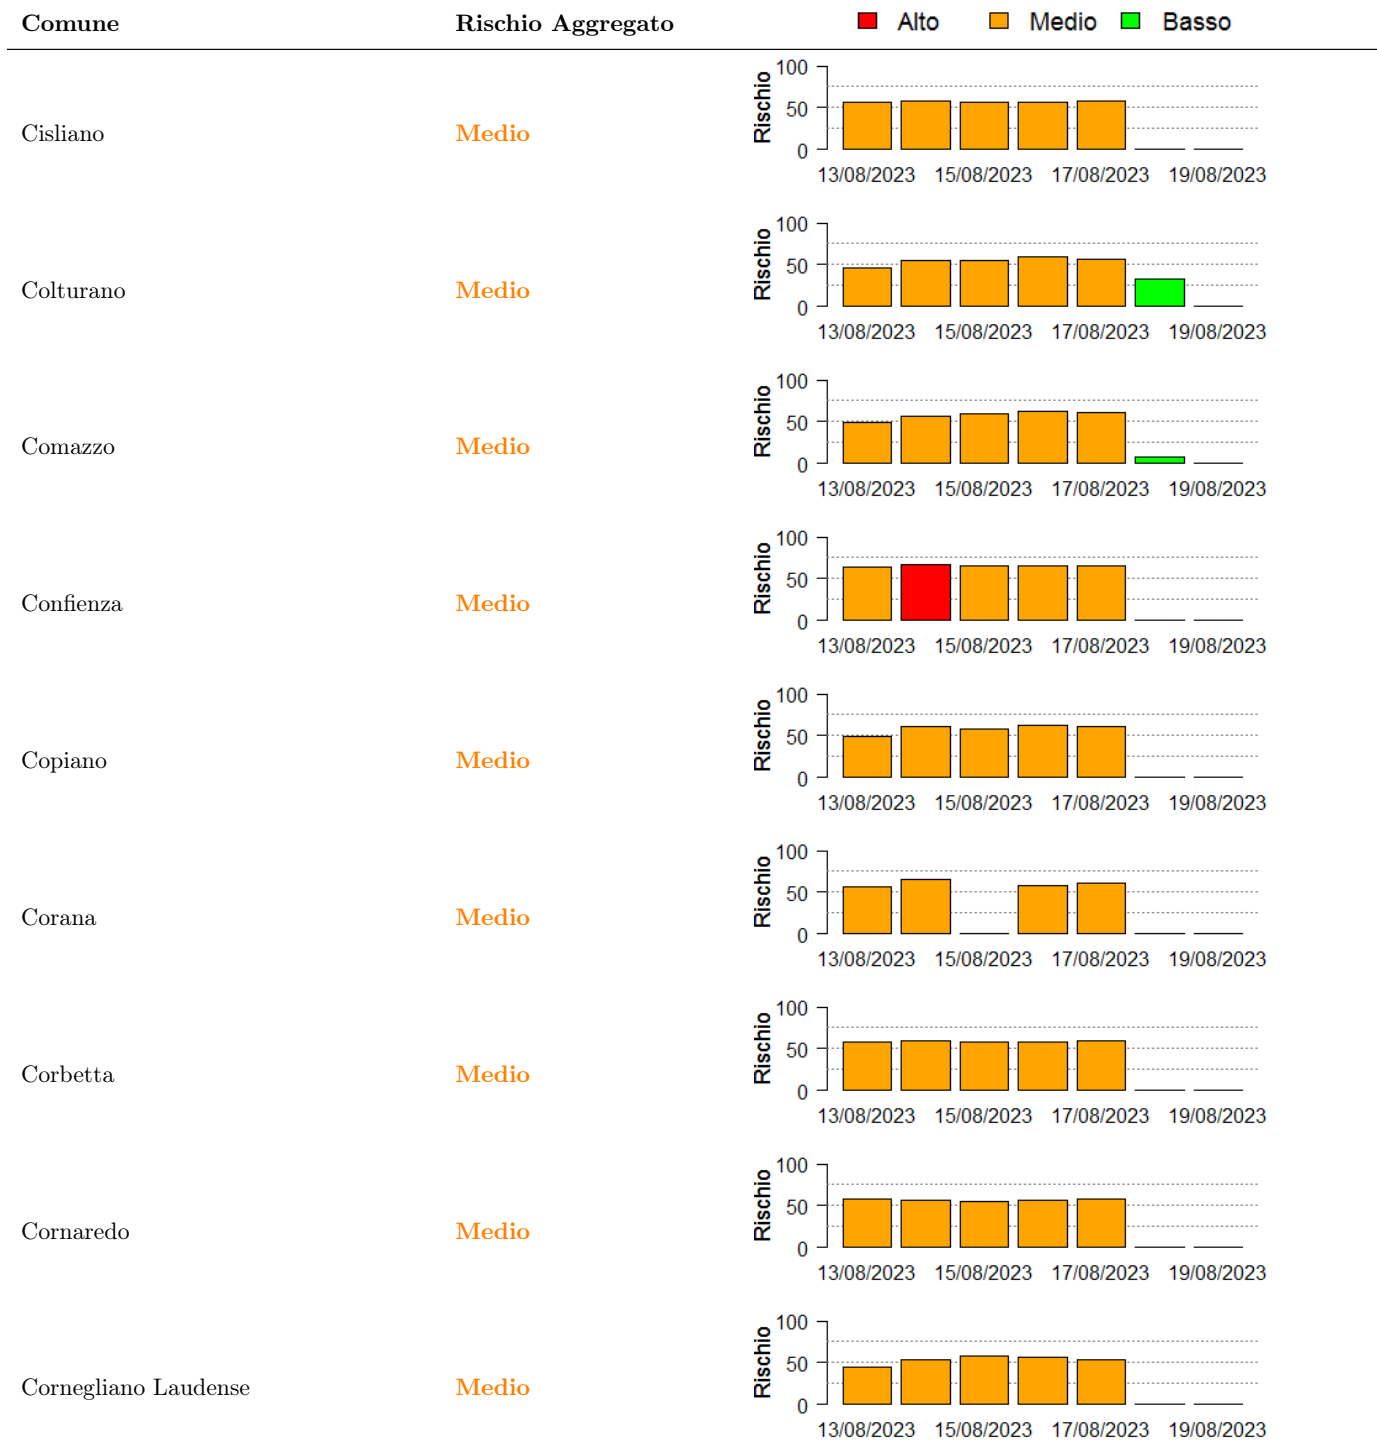 Comune Rischio Aggregato Alto Medio Basso
Cisliano Medio Rischio 100 50 0
13/08/2023 15/08/2023 17/08/2023 19/08/2023
Colturano Medio Rischio 100 50 0
13/08/2023 15/08/2023 17/08/2023 19/08/2023
Comazzo Medio Rischio 100 50 0
13/08/2023 15/08/2023 17/08/2023 19/08/2023
Confienza Medio Rischio 100 50 0
13/08/2023 15/08/2023 17/08/2023 19/08/2023
Copiano Medio Rischio 100 50 0
13/08/2023 15/08/2023 17/08/2023 19/08/2023
Corana Medio Rischio 100 50 0
13/08/2023 15/08/2023 17/08/2023 19/08/2023
Corbetta Medio Rischio 100 50 0
13/08/2023 15/08/2023 17/08/2023 19/08/2023
Cornaredo Medio Rischio 100 50 0
13/08/2023 15/08/2023 17/08/2023 19/08/2023
Cornegliano Laudense Medio Rischio 100 50 0
13/08/2023 15/08/2023 17/08/2023 19/08/2023